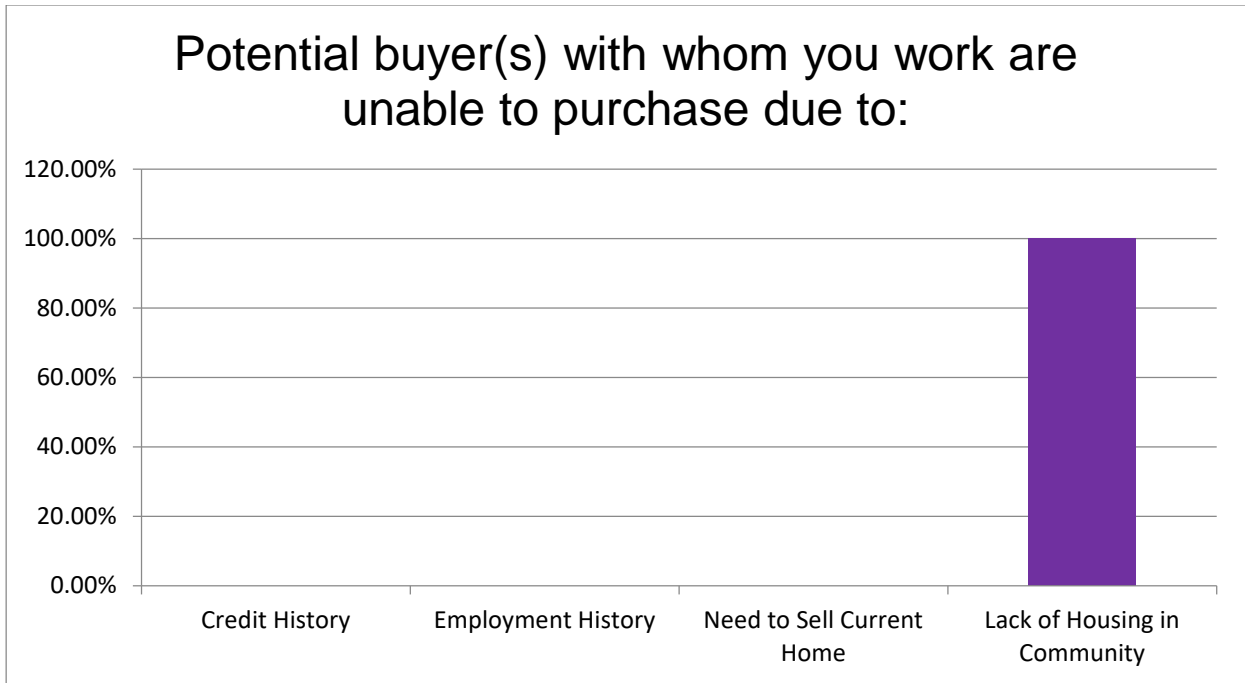 Potential buyer(s) with whom you work are
unable to purchase due to:
120.00%
100.00%
80.00%
60.00%
40.00%
20.00%
0.00%
Credit History
Employment History
Need to Sell Current
Home
Lack of Housing in
Community